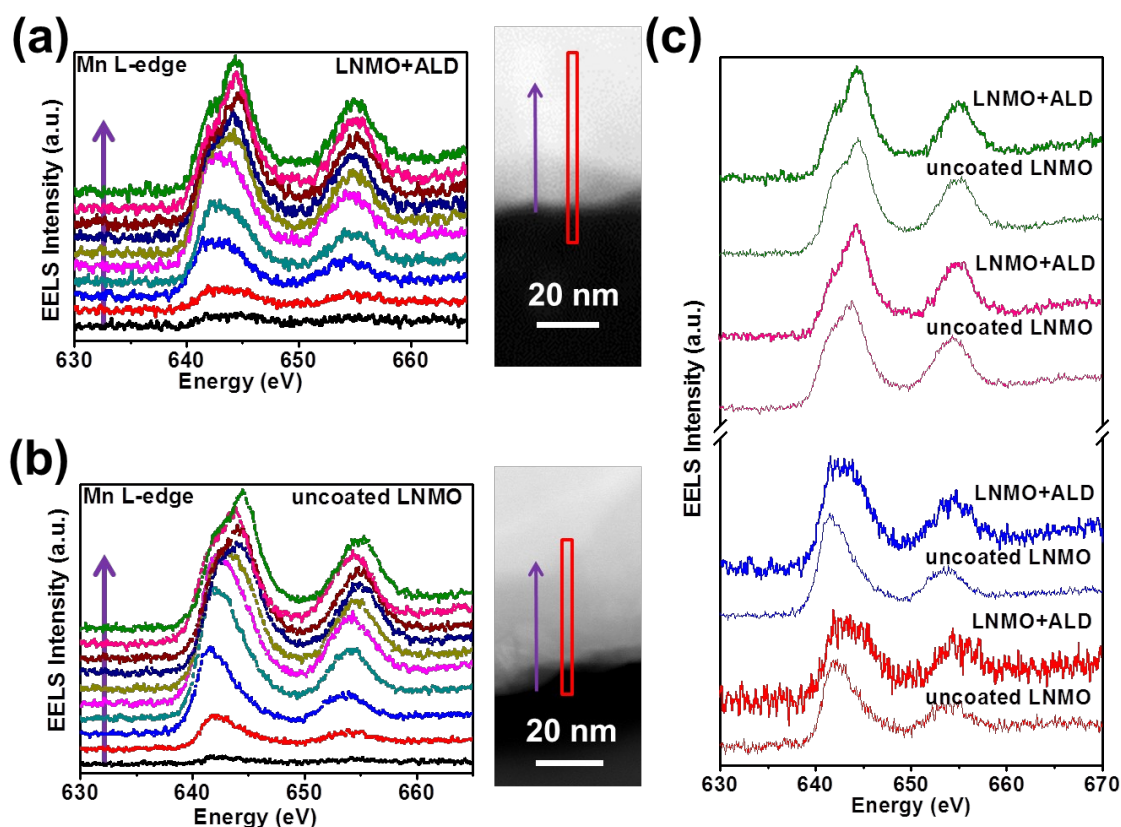 (a)
Mn L-edge LNMO+ALD
EELS Intensity (a.u.)
630 640 650 660
Energy (eV)
20 nm
(b)
Mn L-edge uncoated LNMO
EELS Intensity (a.u.)
630 640 650 660
Energy (eV)
20 nm
(c)
LNMO+ALD
uncoated LNMO
LNMO+ALD
uncoated LNMO
LNMO+ALD
uncoated LNMO
LNMO+ALD
uncoated LNMO
EELS Intensity (a.u.)
630 640 650 660 670
Energy (eV)